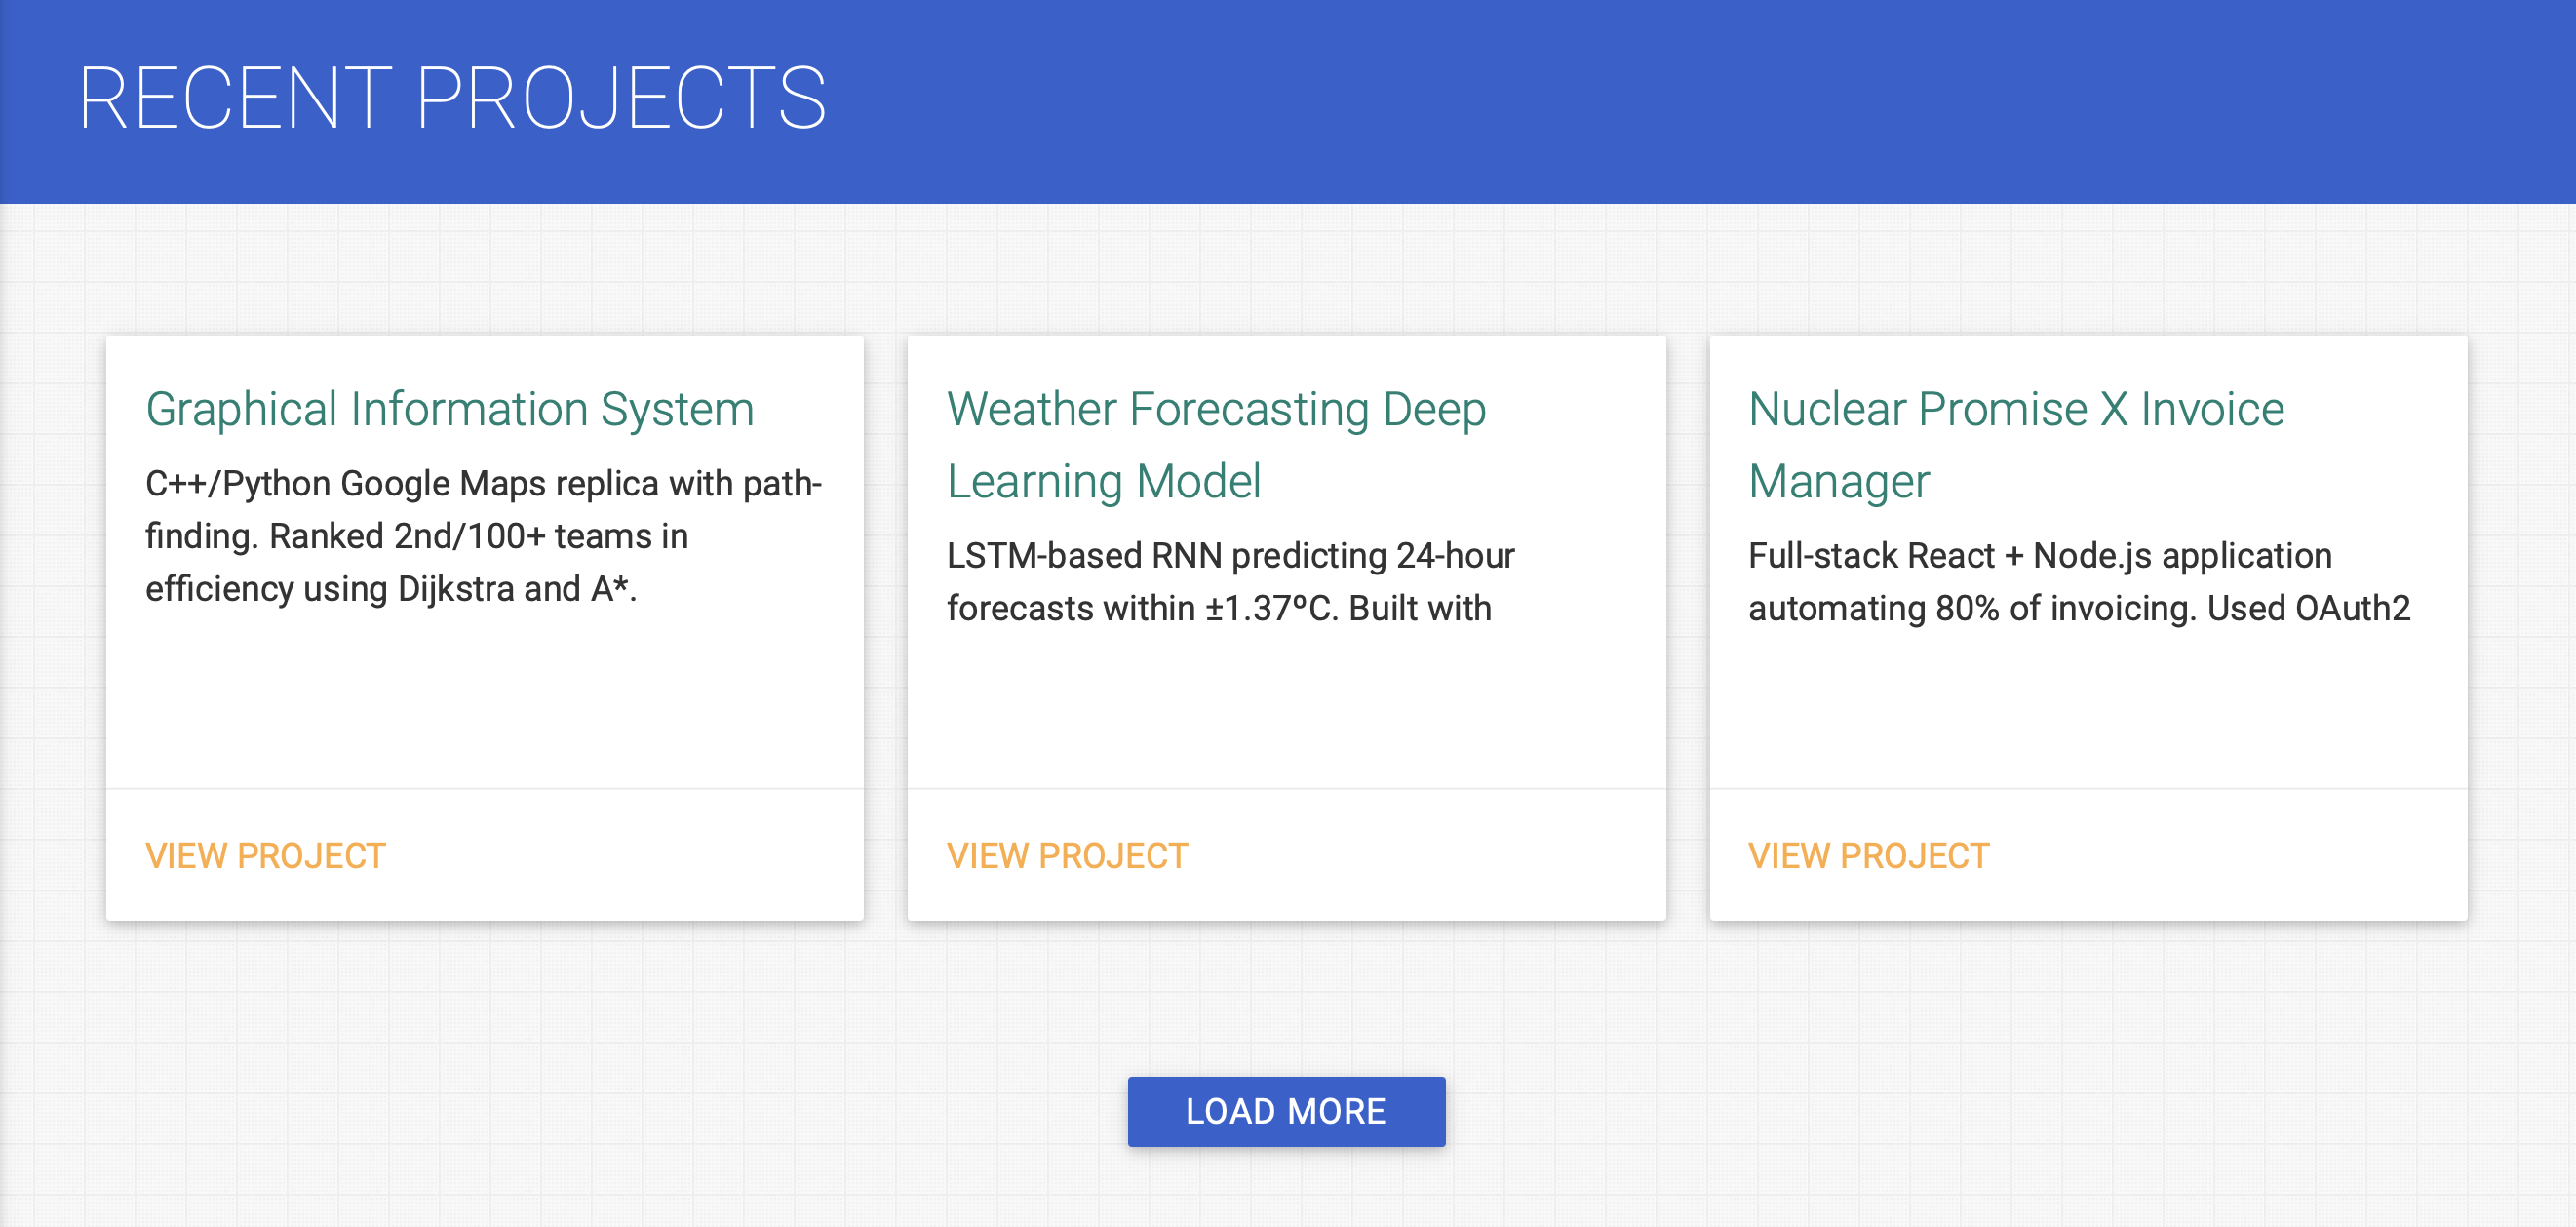 RECENT PROJECTS
Graphical Information System
C++/Python Google Maps replica with path-
finding. Ranked 2nd/100+ teams in
efficiency using Dijkstra and A*.
VIEW PROJECT
Weather Forecasting Deep
Learning Model
LSTM-based RNN predicting 24-hour
forecasts within ±1.37ºC. Built with
VIEW PROJECT
Nuclear Promise X Invoice
Manager
Full-stack React + Node.js application
automating 80% of invoicing. Used OAuth2
VIEW PROJECT
LOAD MORE